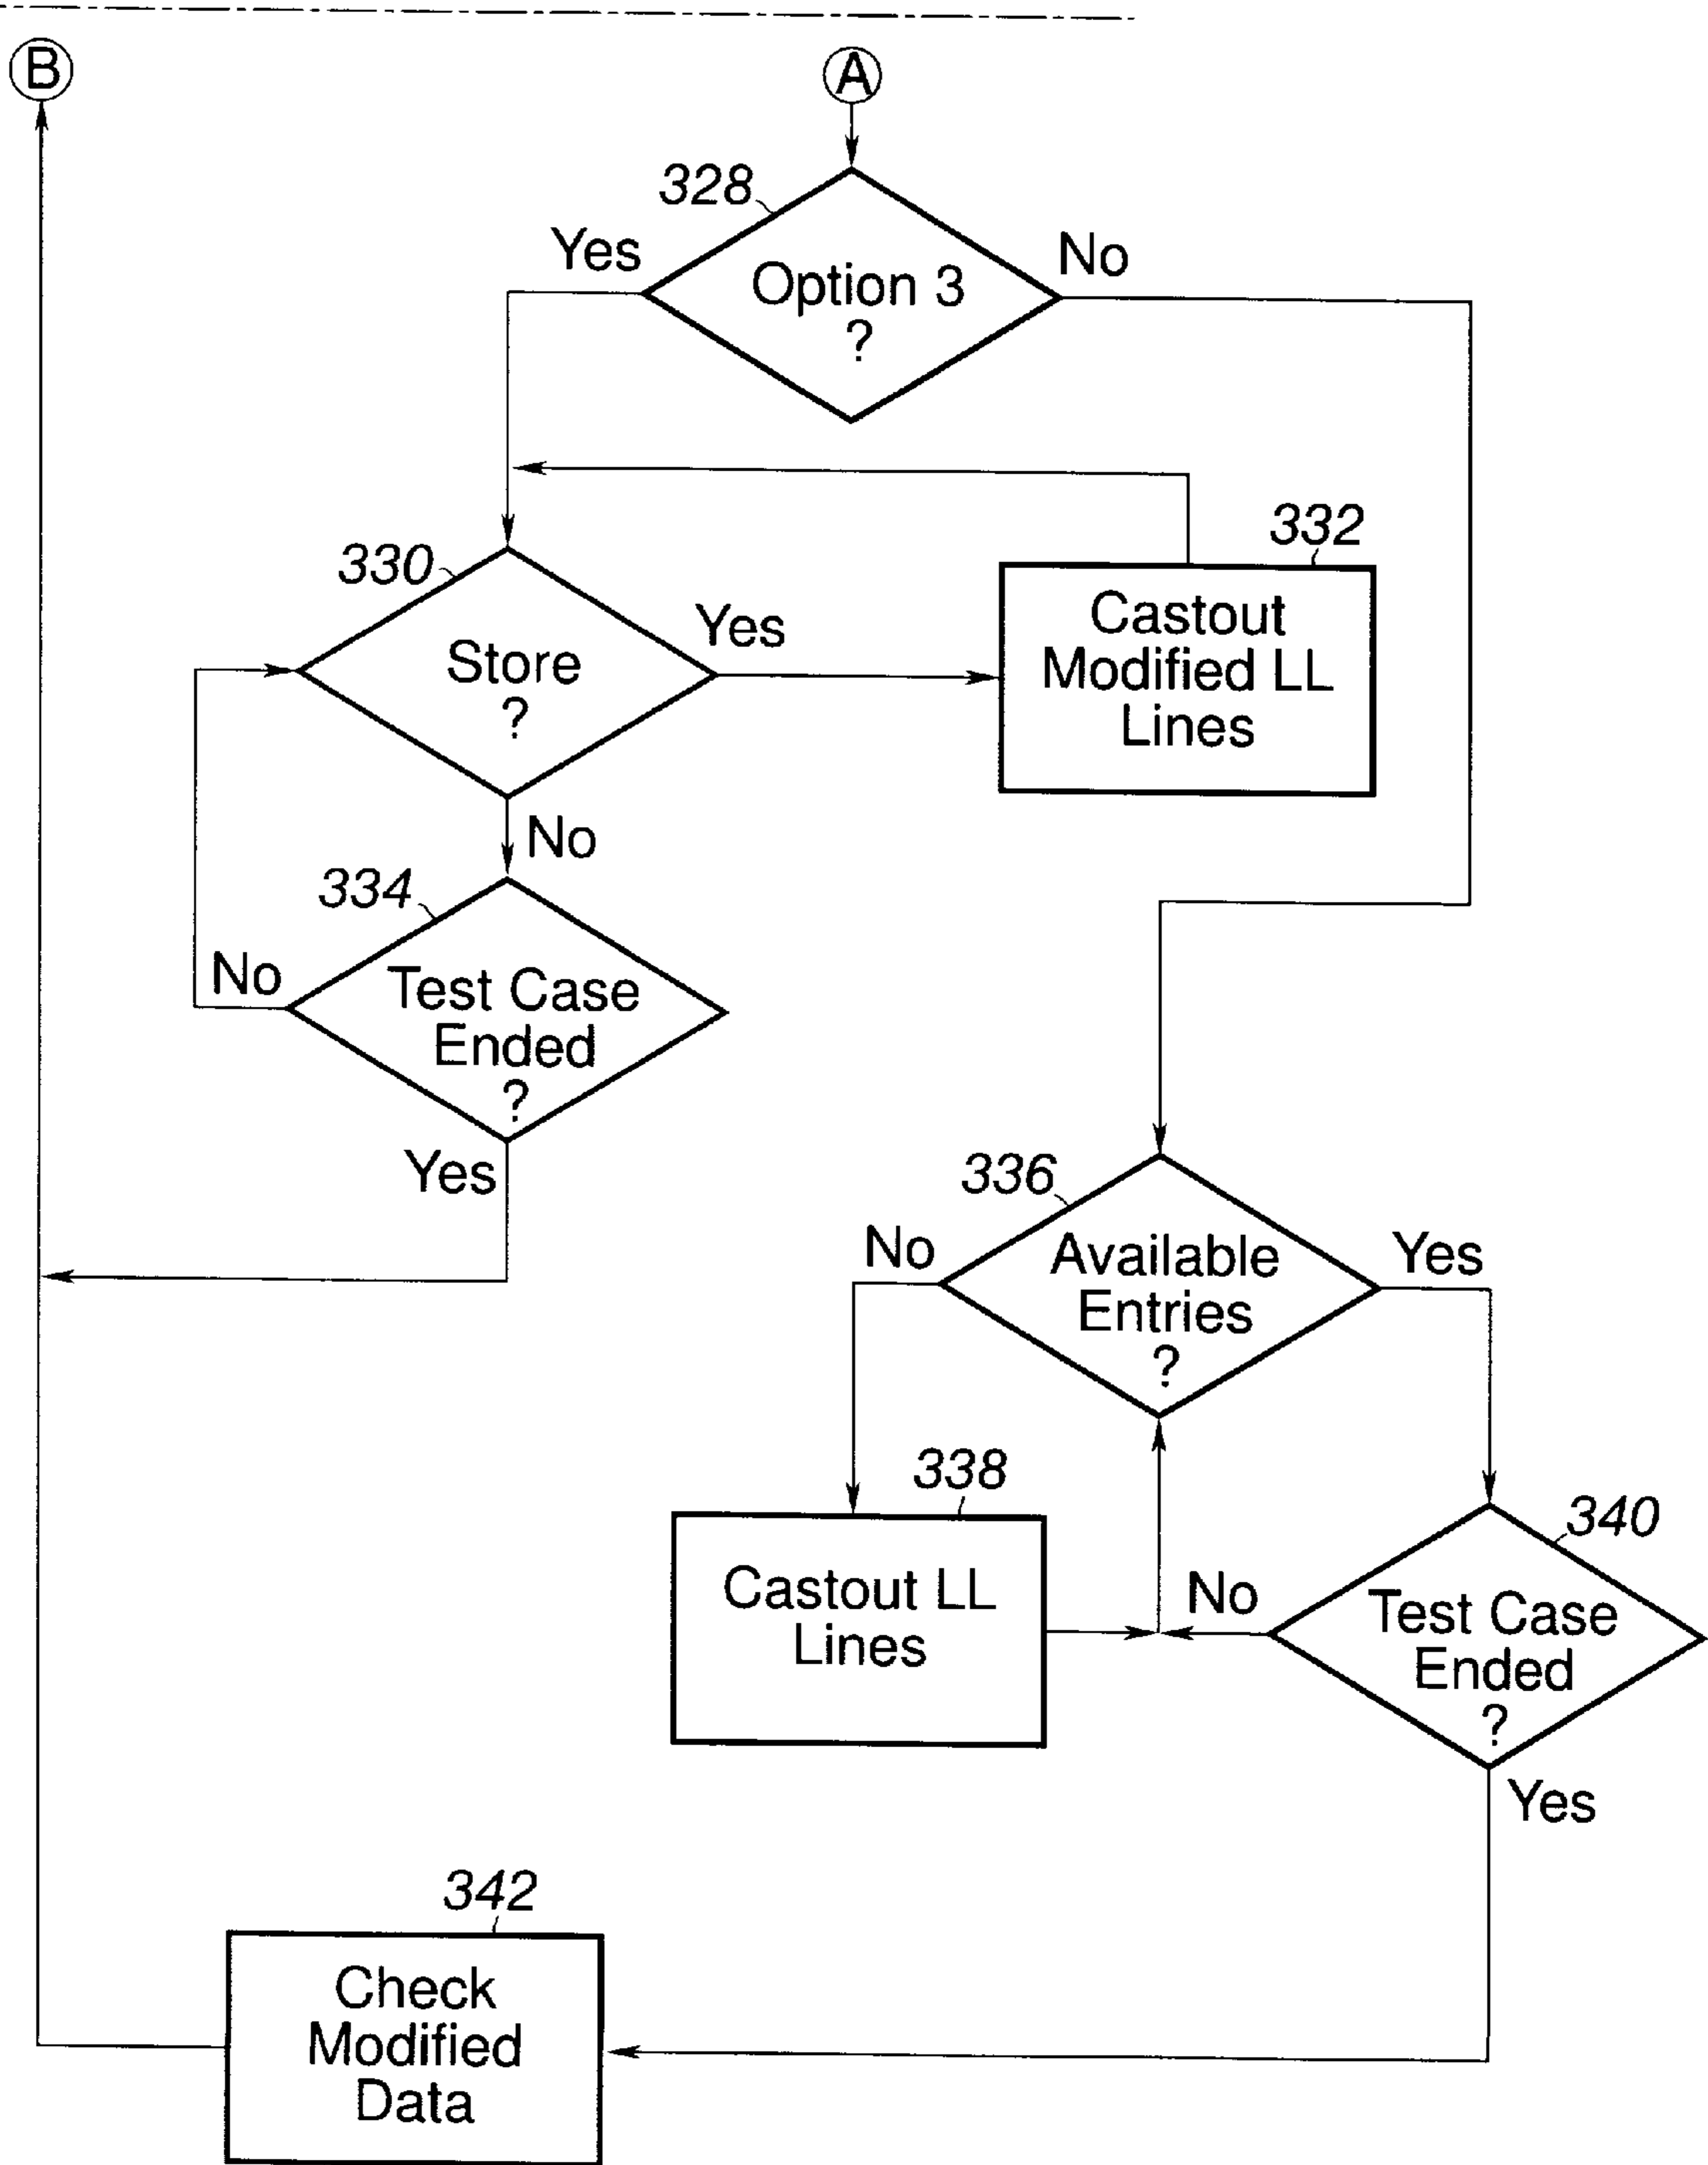 B
A
328
Yes
Option 3
?
No
330
Store
?
Yes
332
Castout
Modified LL
Lines
No
334
No
Test Case
Ended
?
Yes
336
No
Available
Entries
?
Yes
338
Castout LL
Lines
340
No
Test Case
Ended
?
Yes
342
Check
Modified
Data